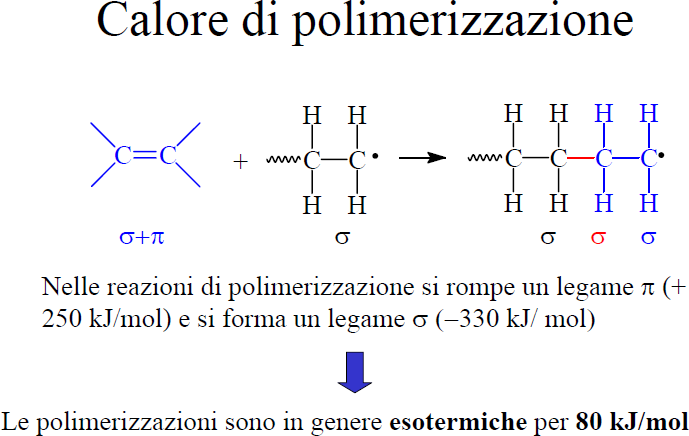 Calore di polimerizzazione
H H H H H H
C=C + C–C• → C–C–C–C•
H H H H H H
σ+π σ σ σ σ
Nelle reazioni di polimerizzazione si rompe un legame π (+
250 kJ/mol) e si forma un legame σ (–330 kJ/ mol)
Le polimerizzazioni sono in genere esotermiche per 80 kJ/mol